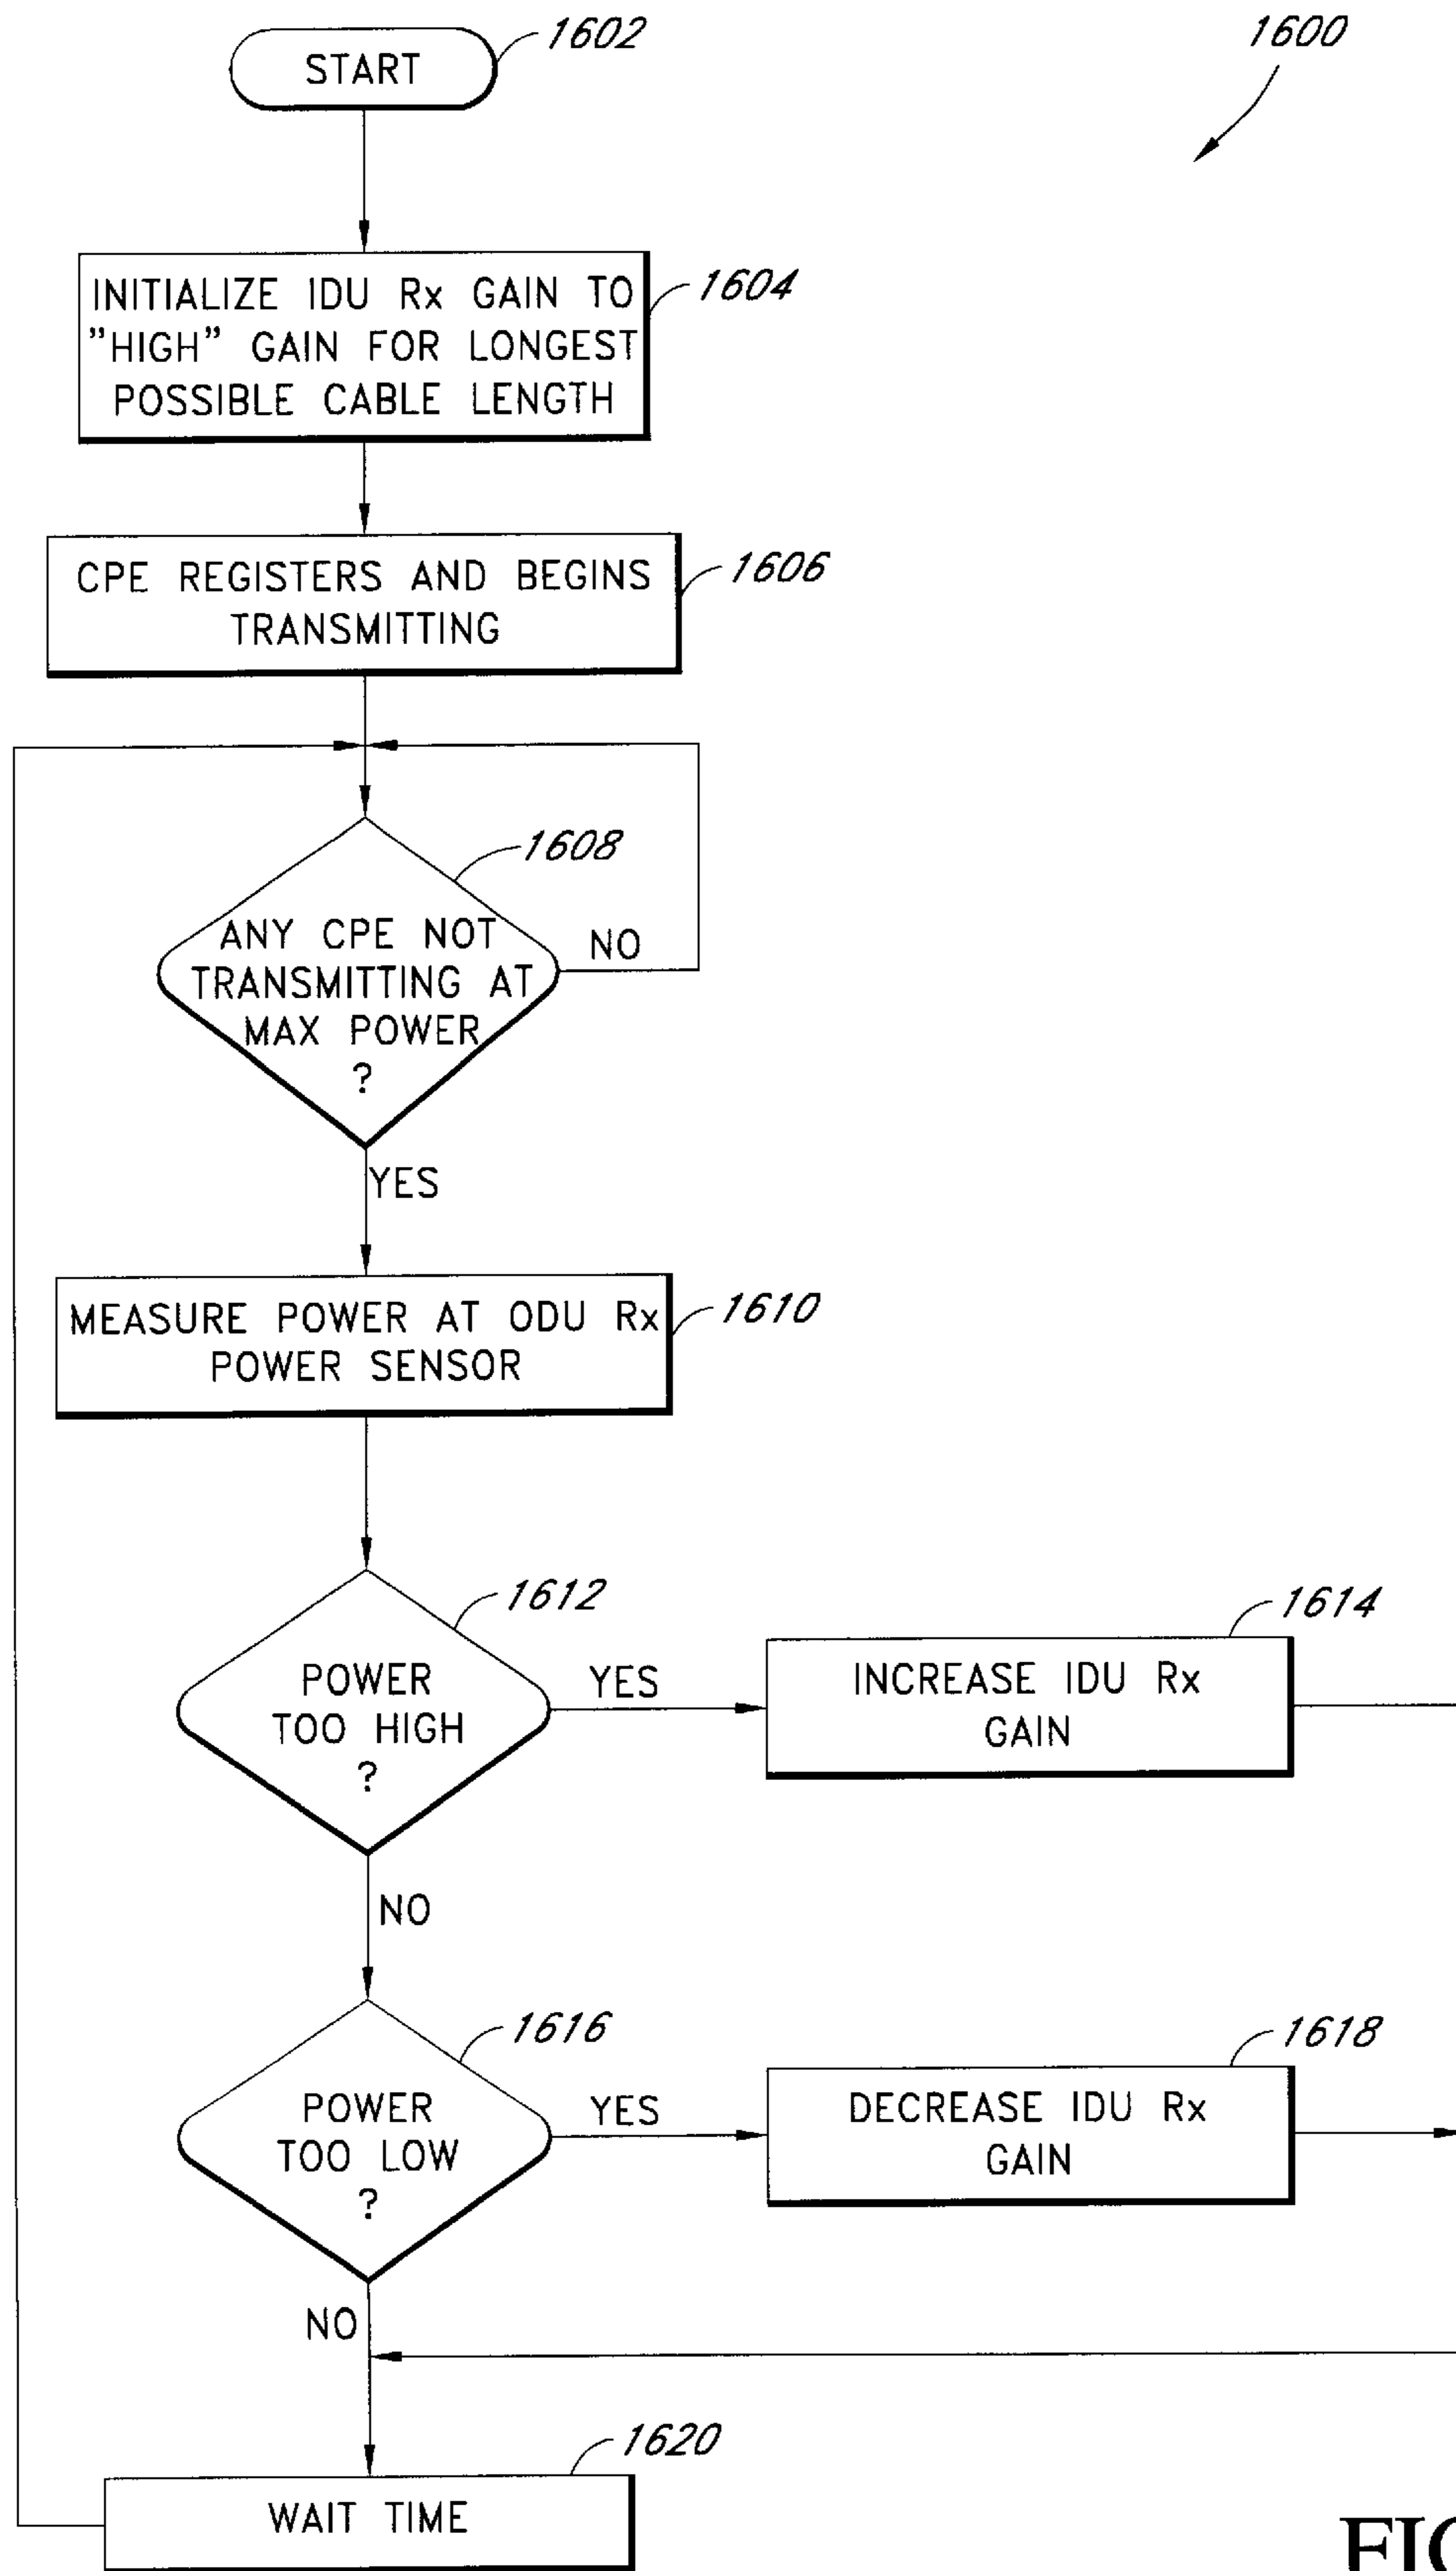 1602
START
1600
INITIALIZE IDU Rx GAIN TO
"HIGH" GAIN FOR LONGEST
POSSIBLE CABLE LENGTH
1604
CPE REGISTERS AND BEGINS
TRANSMITTING
1606
1608
ANY CPE NOT
TRANSMITTING AT
MAX POWER
?
NO
YES
MEASURE POWER AT ODU Rx
POWER SENSOR
1610
1612
POWER
TOO HIGH
?
YES
1614
INCREASE IDU Rx
GAIN
NO
1616
POWER
TOO LOW
?
YES
1618
DECREASE IDU Rx
GAIN
NO
1620
WAIT TIME